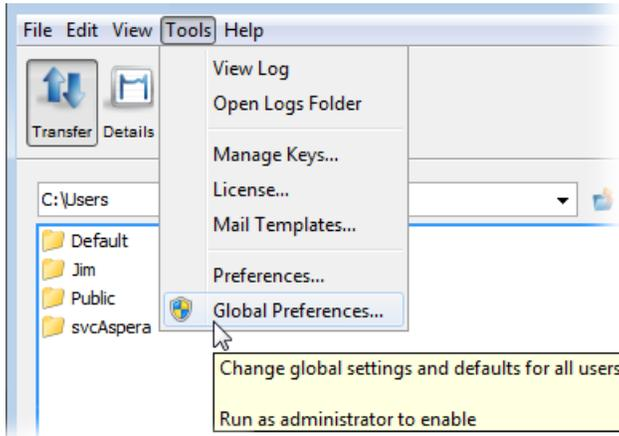 File Edit View Tools Help
View Log
Open Logs Folder
Transfer Details
Manage Keys...
License...
C:\Users
Mail Templates...
Default
Jim
Preferences...
Public
Global Preferences...
svcAspera
Change global settings and defaults for all users
Run as administrator to enable